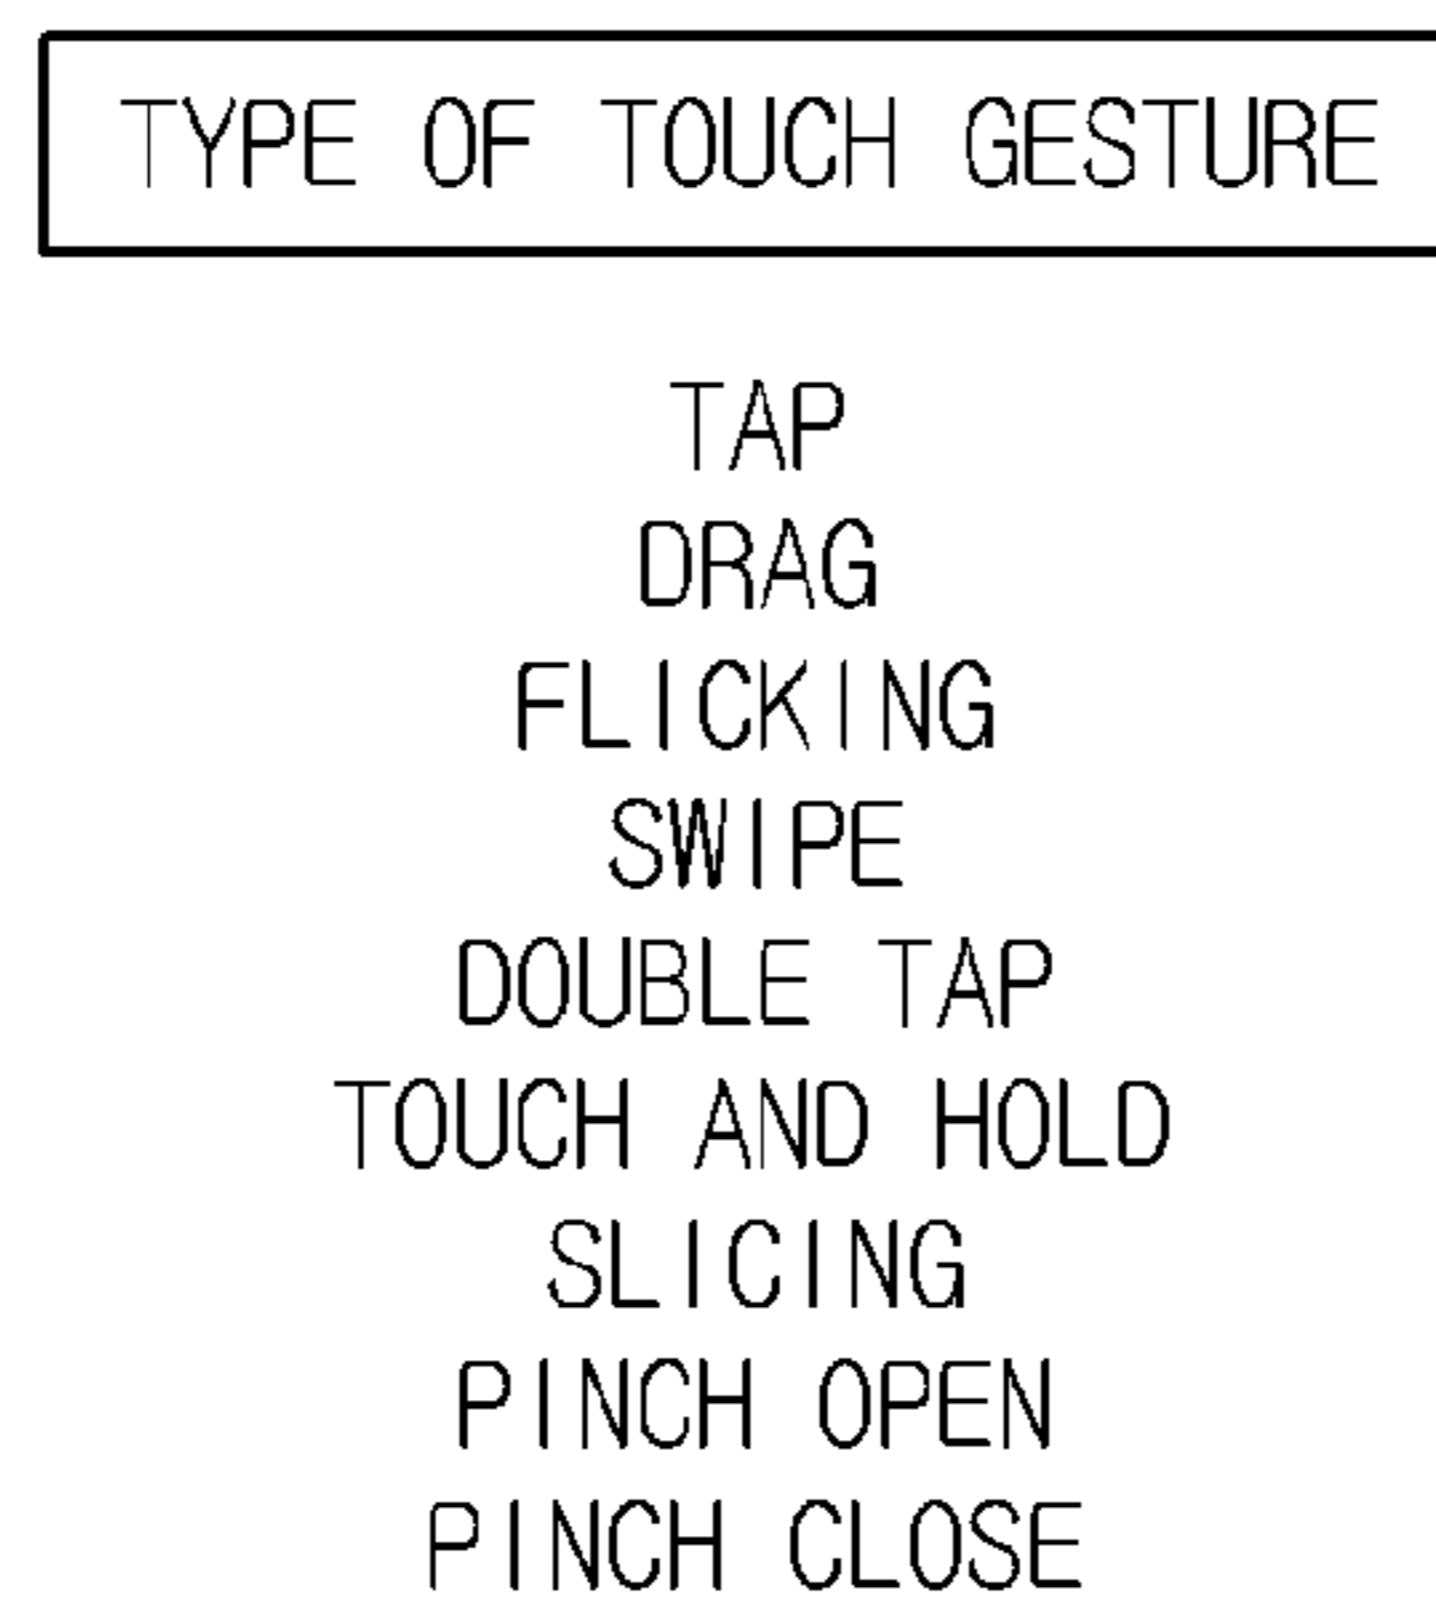 TYPE OF TOUCH GESTURE
TAP
DRAG
FLICKING
SWIPE
DOUBLE TAP
TOUCH AND HOLD
SLICING
PINCH OPEN
PINCH CLOSE